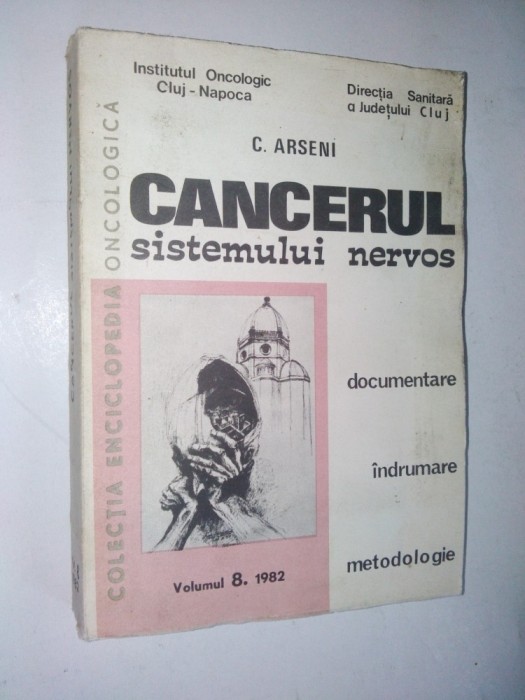 Institutul Oncologic
Cluj - Napoca
Direcția Sanitară
a Județului Cluj
C. ARSENI
CANCERUL
sistemului nervos
COLECȚIA ENCICLOPEDIA ONCOLOGICĂ
documentare
îndrumare
metodologie
Volumul 8. 1982